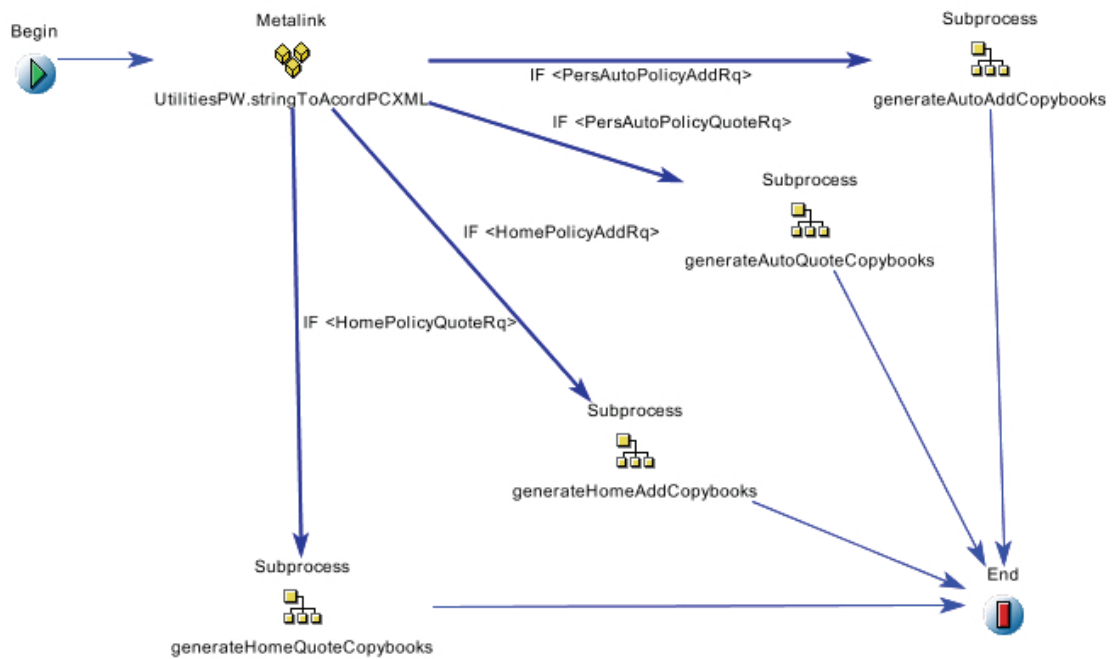 Begin
Metalink
UtilitiesPW.stringToAcordPCXML
Subprocess
generateAutoAddCopybooks
IF <PersAutoPolicyAddRq>
IF <PersAutoPolicyQuoteRq>
Subprocess
generateAutoQuoteCopybooks
IF <HomePolicyAddRq>
IF <HomePolicyQuoteRq>
Subprocess
generateHomeAddCopybooks
Subprocess
generateHomeQuoteCopybooks
End